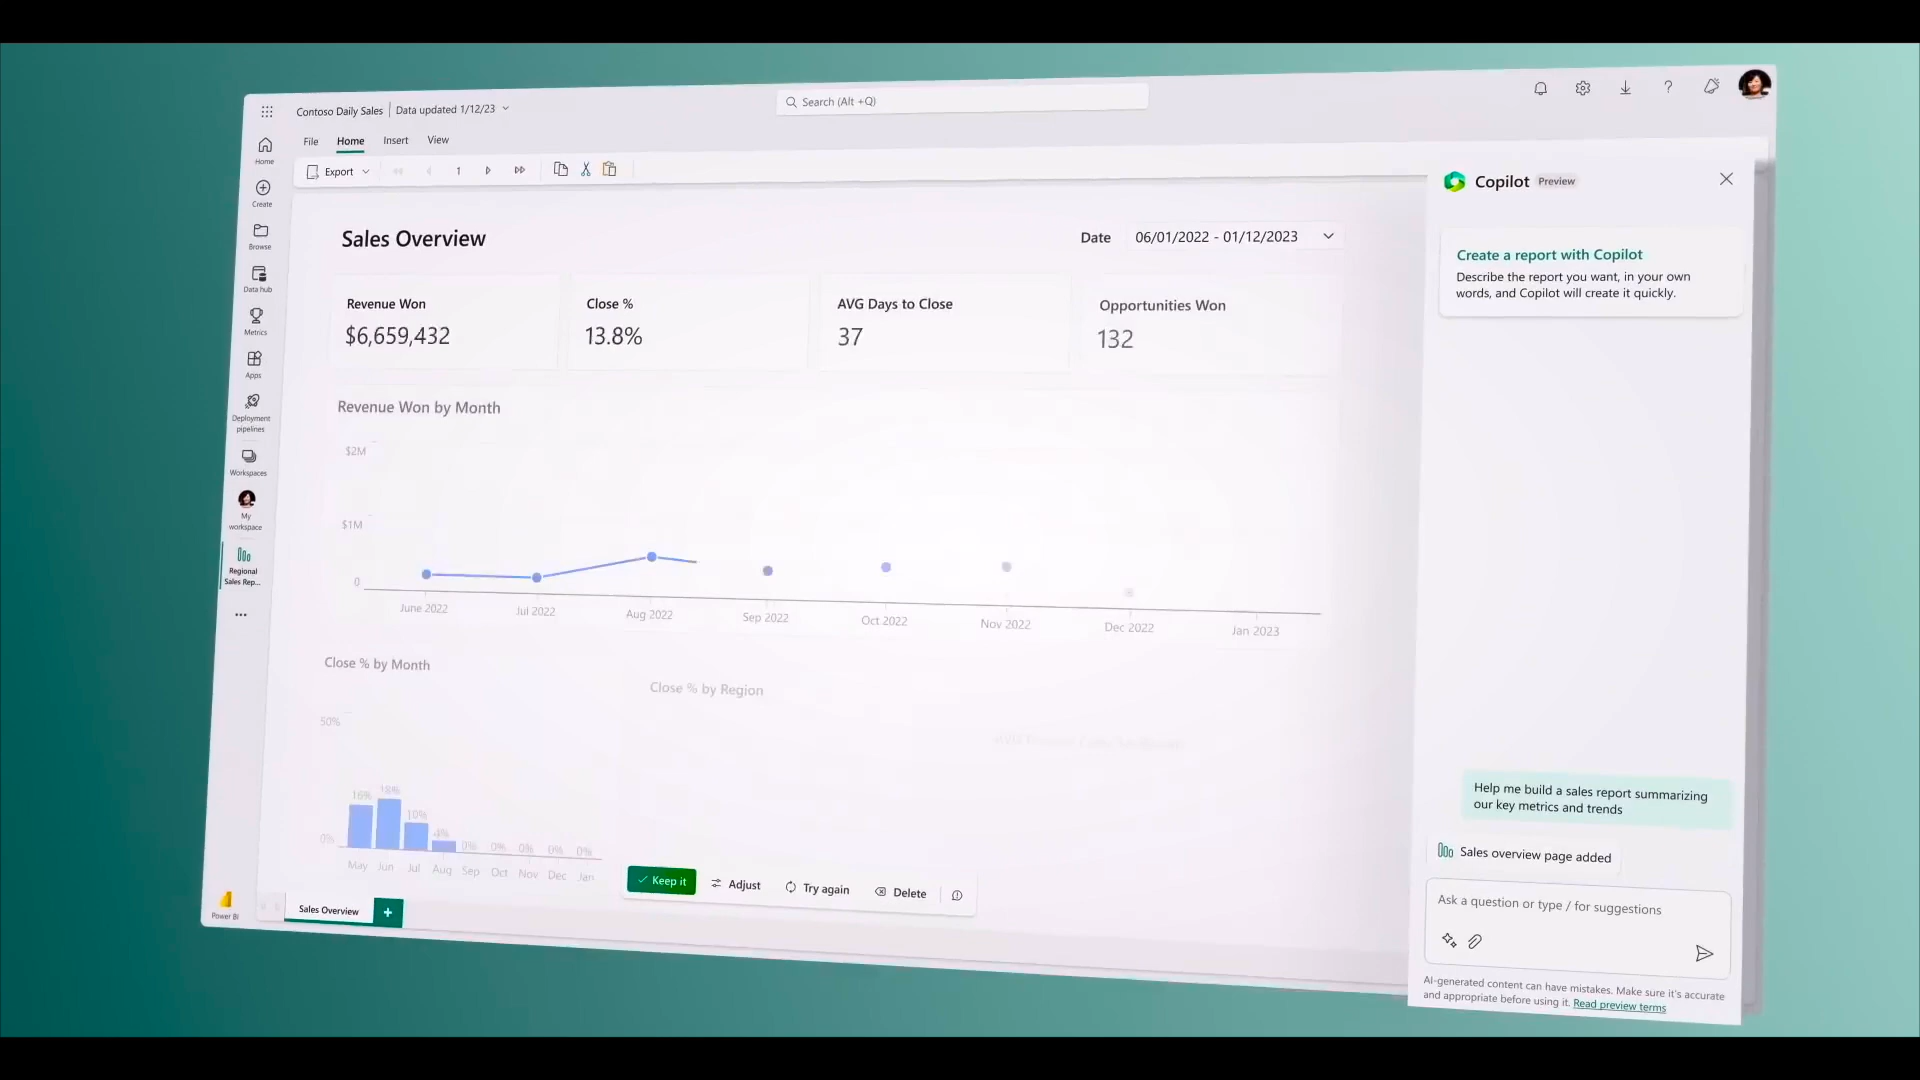 Contoso Daily Sales | Data updated 1/12/23
Search (Alt +Q)
File Home Insert View
Export 1
Home
Create
Browse
Data hub
Metrics
Apps
Deployment
pipelines
Workspaces
My
workspace
Regional
Sales Rep...
Power BI
Sales Overview
Date 06/01/2022 - 01/12/2023
Revenue Won
$6,659,432
Close %
13.8%
AVG Days to Close
37
Opportunities Won
132
Revenue Won by Month
$2M
$1M
0
June 2022 Jul 2022 Aug 2022 Sep 2022 Oct 2022 Nov 2022 Dec 2022 Jan 2023
Close % by Month
50%
0%
16% 18% 10% 4% 0% 0% 0% 0% 0%
May Jun Jul Aug Sep Oct Nov Dec Jan
Close % by Region
Keep it Adjust Try again Delete
Sales Overview +
Copilot Preview
Create a report with Copilot
Describe the report you want, in your own
words, and Copilot will create it quickly.
Help me build a sales report summarizing
our key metrics and trends
Sales overview page added
Ask a question or type / for suggestions
AI-generated content can have mistakes. Make sure it's accurate
and appropriate before using it. Read preview terms